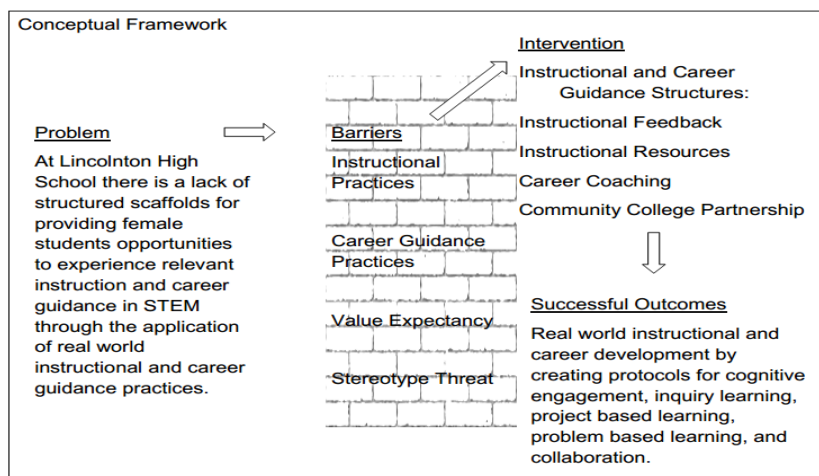 Conceptual Framework
Problem
At Lincolnton High
School there is a lack of
structured scaffolds for
providing female
students opportunities
to experience relevant
instruction and career
guidance in STEM
through the application
of real world
instructional and career
guidance practices.
Barriers
Instructional
Practices
Career Guidance
Practices
Value Expectancy
Stereotype Threat
Intervention
Instructional and Career
Guidance Structures:
Instructional Feedback
Instructional Resources
Career Coaching
Community College Partnership
Successful Outcomes
Real world instructional and
career development by
creating protocols for cognitive
engagement, inquiry learning,
project based learning,
problem based learning, and
collaboration.